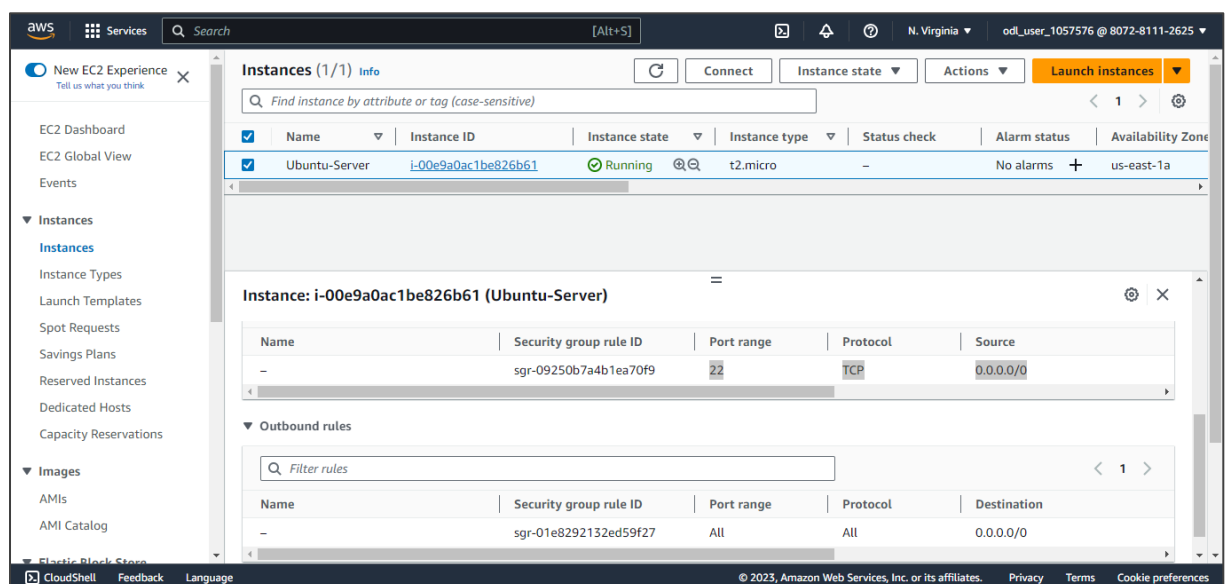 aws Services Search [Alt+S] N. Virginia odl_user_1057576 @ 8072-8111-2625
New EC2 Experience
Tell us what you think
EC2 Dashboard
EC2 Global View
Events
Instances
Instances
Instance Types
Launch Templates
Spot Requests
Savings Plans
Reserved Instances
Dedicated Hosts
Capacity Reservations
Images
AMIs
AMI Catalog
Elastic Block Store
Instances (1/1) Info Connect Instance state Actions Launch instances
Find instance by attribute or tag (case-sensitive) 1
Name Instance ID Instance state Instance type Status check Alarm status Availability Zone
Ubuntu-Server i-00e9a0ac1be826b61 Running t2.micro – No alarms + us-east-1a
Instance: i-00e9a0ac1be826b61 (Ubuntu-Server)
Name Security group rule ID Port range Protocol Source
– sgr-09250b7a4b1ea70f9 22 TCP 0.0.0.0/0
Outbound rules
Filter rules 1
Name Security group rule ID Port range Protocol Destination
– sgr-01e8292132ed59f27 All All 0.0.0.0/0
CloudShell Feedback Language © 2023, Amazon Web Services, Inc. or its affiliates. Privacy Terms Cookie preferences